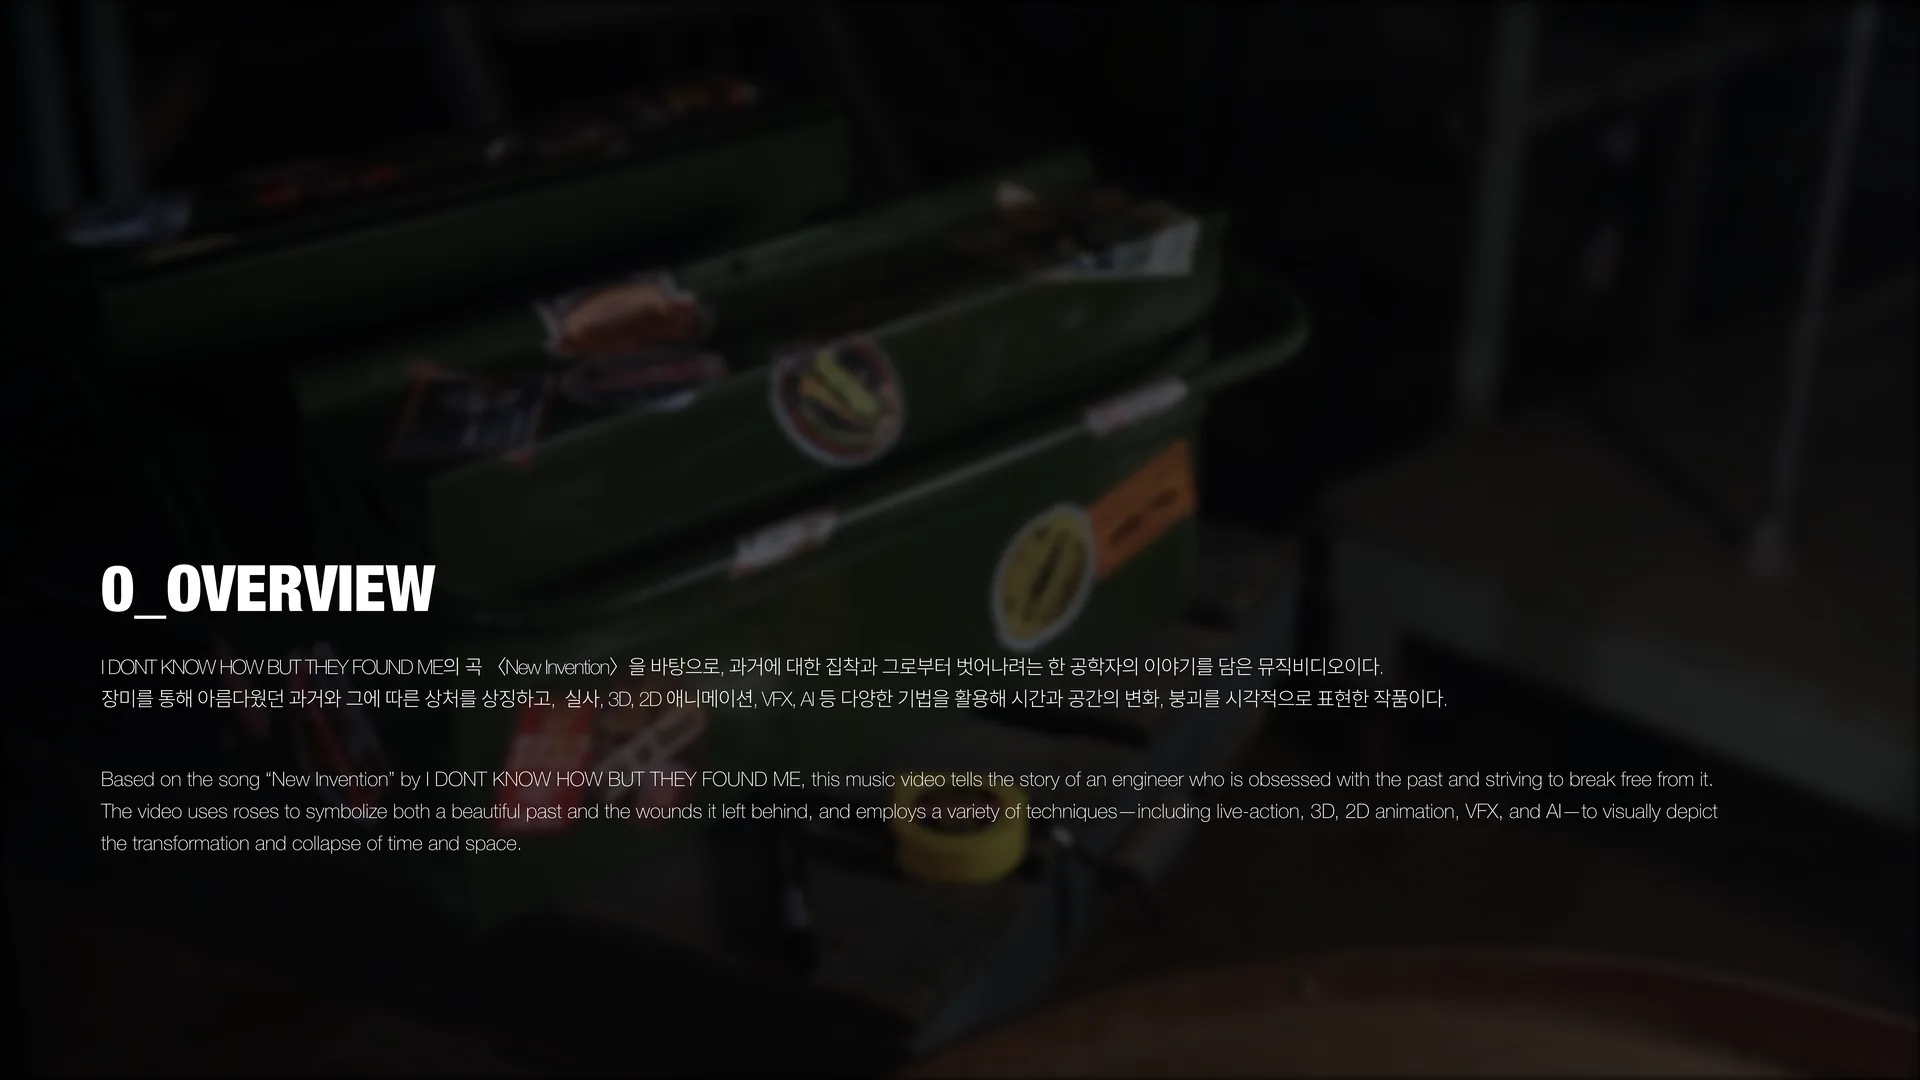 0_OVERVIEW
I DONT KNOW HOW BUT THEY FOUND ME의 곡 〈New Invention〉을 바탕으로, 과거에 대한 집착과 그로부터 벗어나려는 한 공학자의 이야기를 담은 뮤직비디오이다.
장미를 통해 아름다웠던 과거와 그에 따른 상처를 상징하고, 실사, 3D, 2D 애니메이션, VFX, AI 등 다양한 기법을 활용해 시간과 공간의 변화, 붕괴를 시각적으로 표현한 작품이다.
Based on the song “New Invention” by I DONT KNOW HOW BUT THEY FOUND ME, this music video tells the story of an engineer who is obsessed with the past and striving to break free from it.
The video uses roses to symbolize both a beautiful past and the wounds it left behind, and employs a variety of techniques—including live-action, 3D, 2D animation, VFX, and AI—to visually depict
the transformation and collapse of time and space.